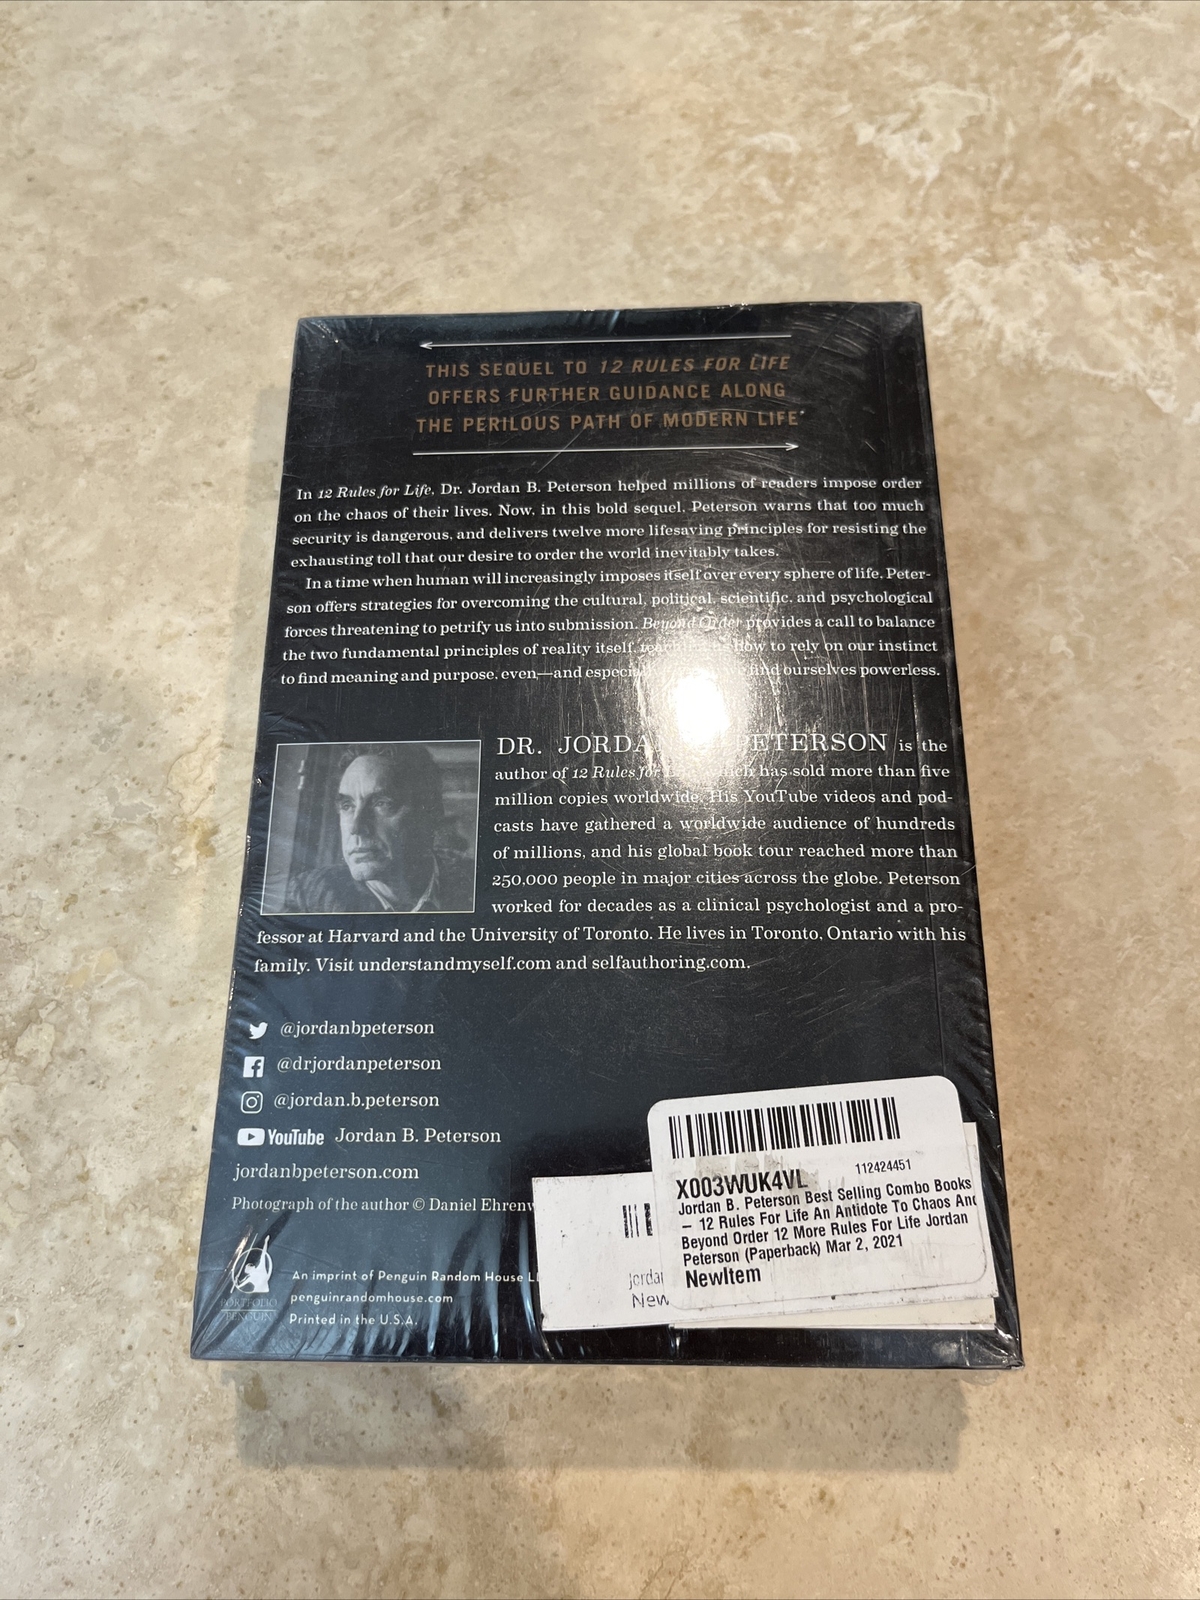 THIS SEQUEL TO 12 RULES FOR LIFE
OFFERS FURTHER GUIDANCE ALONG
THE PERILOUS PATH OF MODERN LIFE
In 12 Rules for Life, Dr. Jordan B. Peterson helped millions of readers impose order
on the chaos of their lives. Now, in this bold sequel, Peterson warns that too much
security is dangerous, and delivers twelve more lifesaving principles for resisting the
exhausting toll that our desire to order the world inevitably takes.
In a time when human will increasingly imposes itself over every sphere of life, Peter-
son offers strategies for overcoming the cultural, political, scientific, and psychological
forces threatening to petrify us into submission. Beyond Order provides a call to balance
the two fundamental principles of reality itself, how to rely on our instinct
to find meaning and purpose, even—and find ourselves powerless.
DR. is the
author of 12 Rules for has sold more than five
million copies worldwide. His YouTube videos and pod-
casts have gathered a worldwide audience of hundreds
of millions, and his global book tour reached more than
250,000 people in major cities across the globe. Peterson
worked for decades as a clinical psychologist and a pro-
fessor at Harvard and the University of Toronto. He lives in Toronto, Ontario with his
family. Visit understandmyself.com and selfauthoring.com.
@jordanbpeterson
@drjordanpeterson
@jordan.b.peterson
YouTube Jordan B. Peterson
jordanbpeterson.com
Photograph of the author © Daniel
PORTFOLIO
PENGUIN
An imprint of Penguin Random House
penguinrandomhouse.com
Printed in the U.S.A.
112424451
X003WUK4VL
Jordan B. Peterson Best Selling Combo Books
– 12 Rules For Life An Antidote To Chaos And
Beyond Order 12 More Rules For Life Jordan
Peterson (Paperback) Mar 2, 2021
NewItem
New